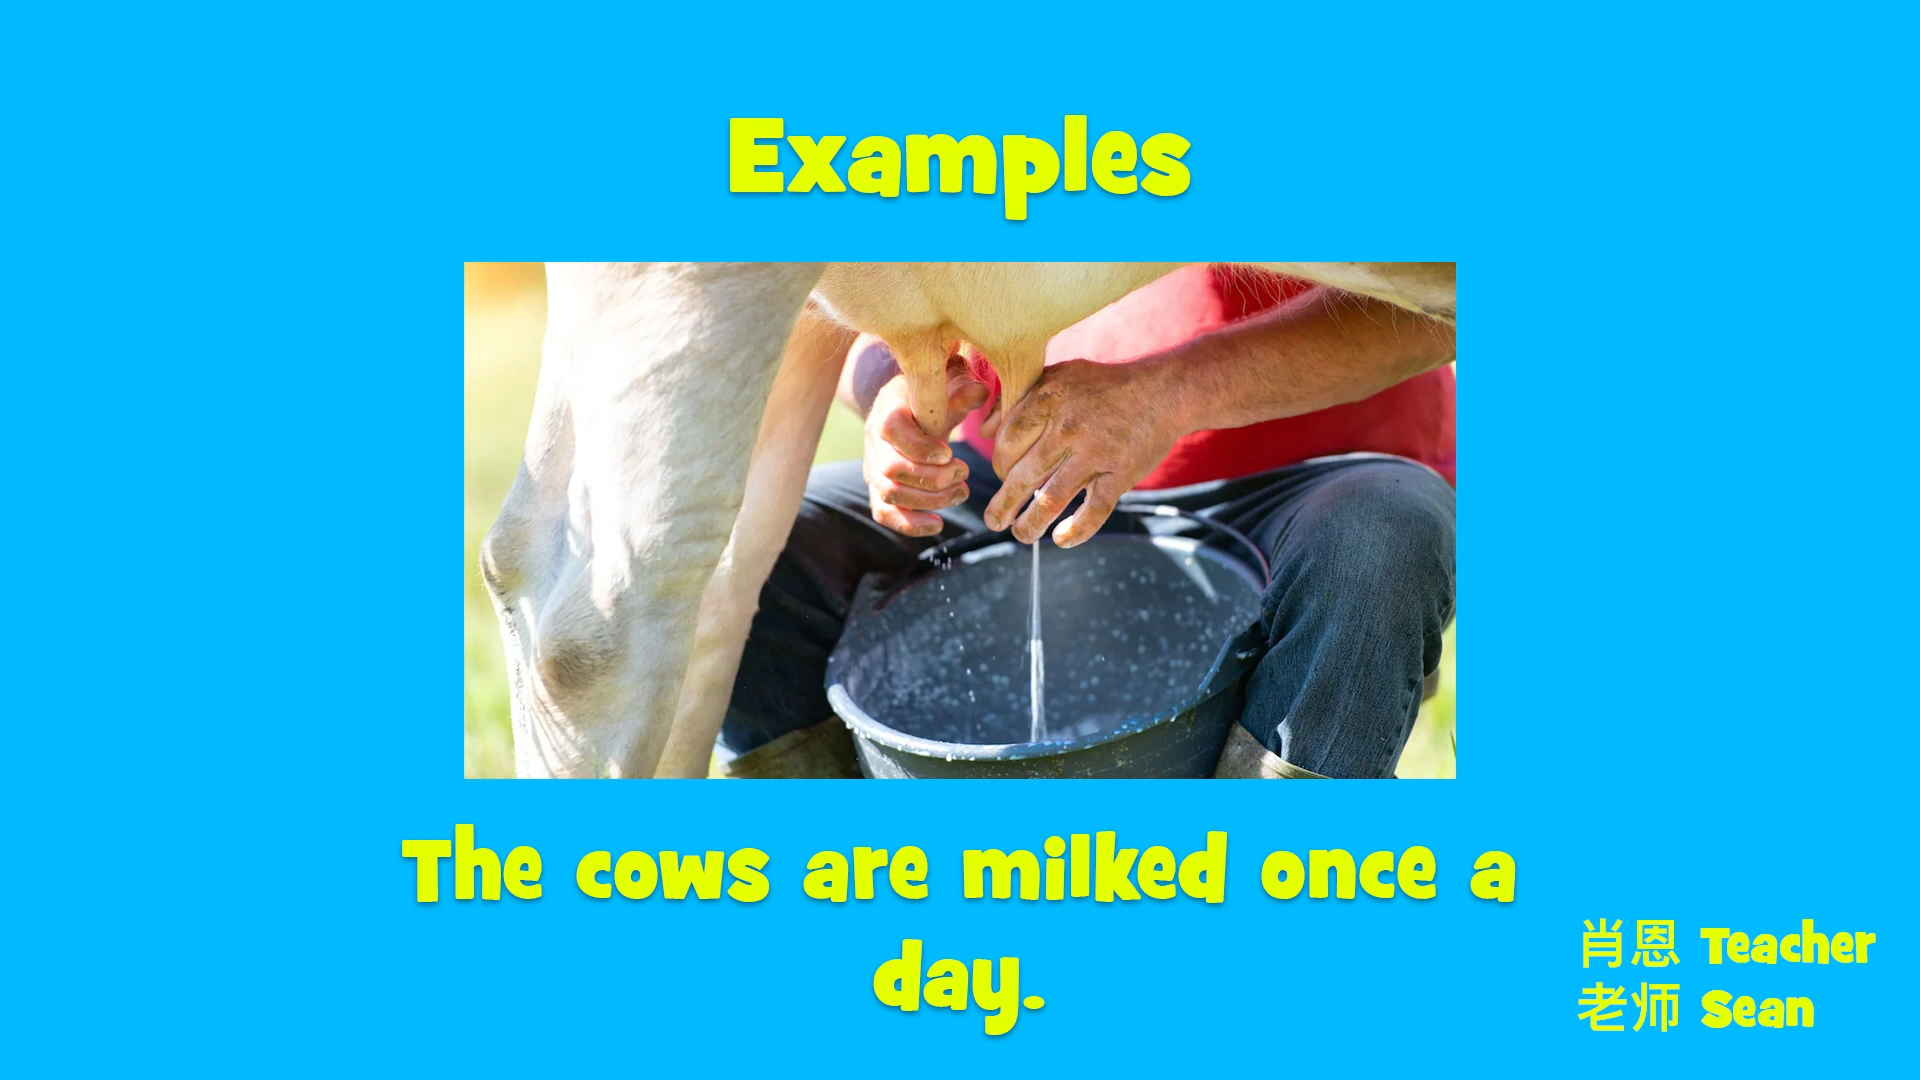 Examples
The cows are milked once a
day.
肖恩 Teacher
老师 Sean